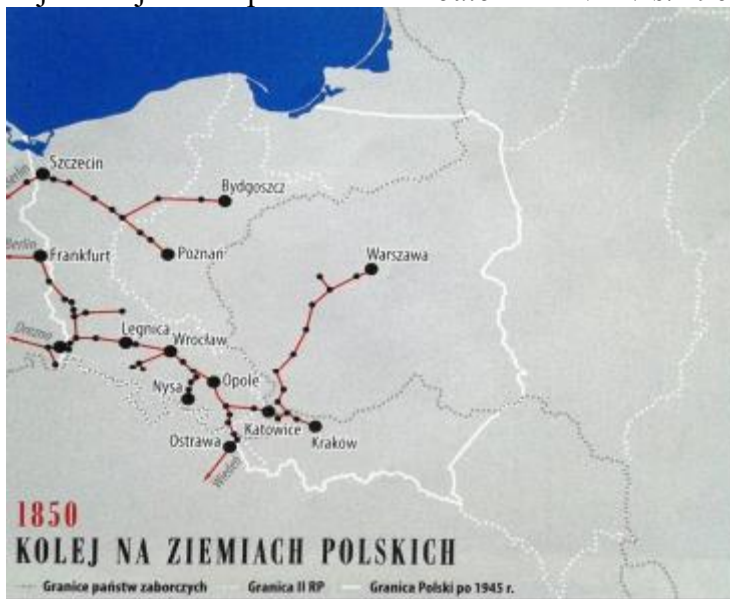 Szczecin
Berlin
Bydgoszcz
Berlin
Frankfurt
Poznań
Warszawa
Drezno
Legnica
Wrocław
Nysa
Opole
Katowice
Kraków
Ostrawa
Wiedeń
1850
KOLEJ NA ZIEMIACH POLSKICH
Granice państw zaborczych Granica II RP Granica Polski po 1945 r.